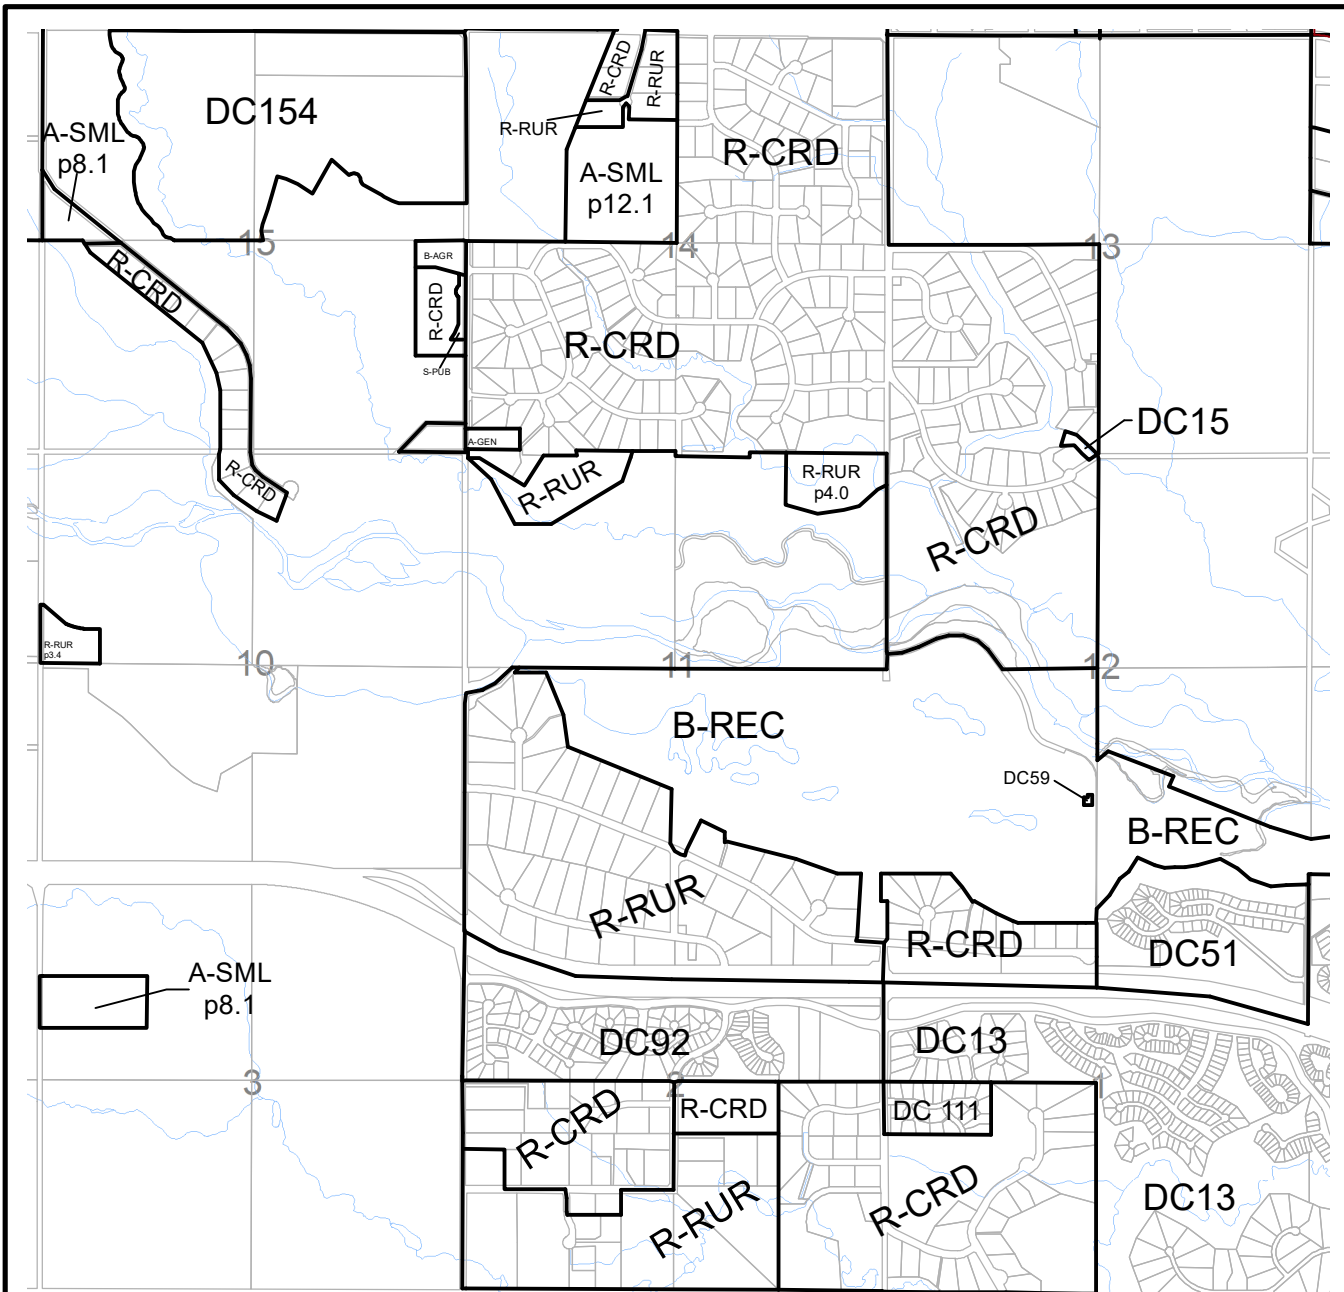 R-CRD
R-RUR
DC154
A-SML
p8.1
R-RUR
R-CRD
A-SML
p12.1
15
14
13
B-AGR
R-CRD
R-CRD
R-CRD
S-PUB
DC15
A-GEN
R-CRD
R-RUR
R-RUR
p4.0
R-CRD
R-RUR
p3.4
10
11
12
B-REC
DC59
B-REC
R-RUR
R-CRD
DC51
A-SML
p8.1
DC92
DC13
3
2
1
R-CRD
R-CRD
DC 111
R-RUR
R-CRD
DC13